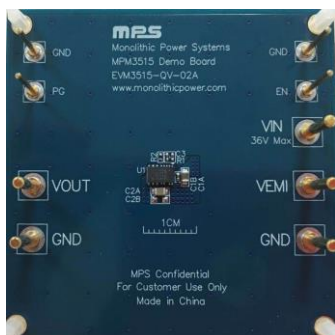 mPS
Monolithic Power Systems
MPM3515 Demo Board
EVM3515-QV-02A
www.monolithicpower.com
GND
PG
VOUT
GND
GND
EN
VIN
36V Max
VEMI
GND
U1
C2A
C2B
C1A
1CM
MPS Confidential
For Customer Use Only
Made in China